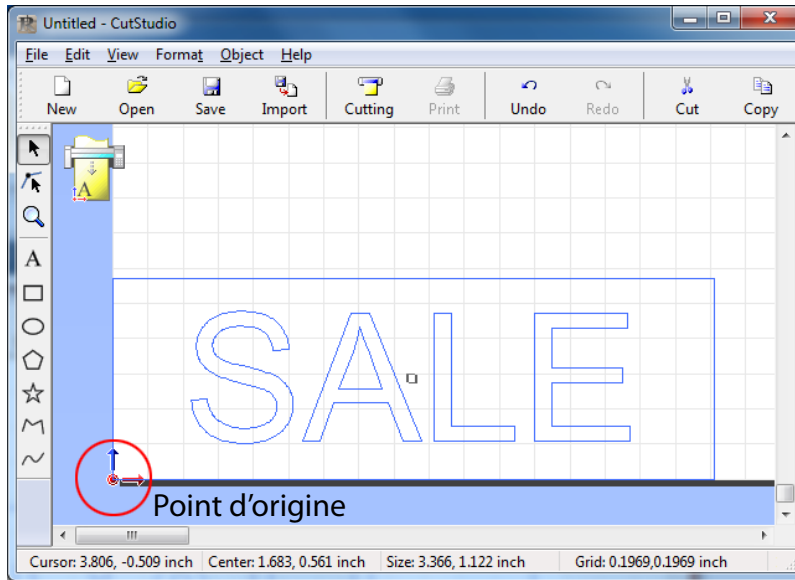 Untitled - CutStudio
File Edit View Format Object Help
New Open Save Import Cutting Print Undo Redo Cut Copy
A
A
SALE
Point d’origine
Cursor: 3.806, -0.509 inch Center: 1.683, 0.561 inch Size: 3.366, 1.122 inch Grid: 0.1969,0.1969 inch